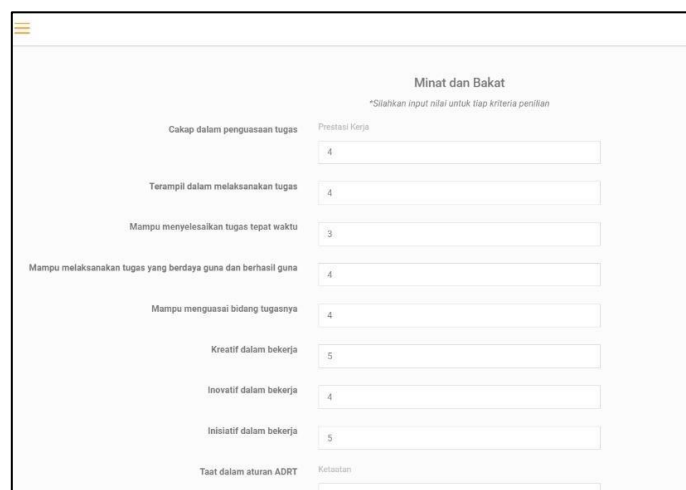 Minat dan Bakat
*Silahkan input nilai untuk tiap kriteria penilian
Cakap dalam penguasaan tugas
Prestasi Kerja
4
Terampil dalam melaksanakan tugas
4
Mampu menyelesaikan tugas tepat waktu
3
Mampu melaksanakan tugas yang berdaya guna dan berhasil guna
4
Mampu menguasai bidang tugasnya
4
Kreatif dalam bekerja
5
Inovatif dalam bekerja
4
Inisiatif dalam bekerja
5
Taat dalam aturan ADRT
Ketaatan